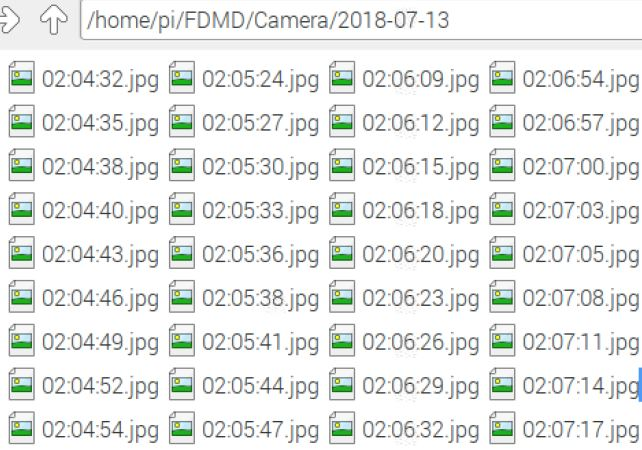 /home/pi/FDMD/Camera/2018-07-13
02:04:32.jpg 02:05:24.jpg 02:06:09.jpg 02:06:54.jpg
02:04:35.jpg 02:05:27.jpg 02:06:12.jpg 02:06:57.jpg
02:04:38.jpg 02:05:30.jpg 02:06:15.jpg 02:07:00.jpg
02:04:40.jpg 02:05:33.jpg 02:06:18.jpg 02:07:03.jpg
02:04:43.jpg 02:05:36.jpg 02:06:20.jpg 02:07:05.jpg
02:04:46.jpg 02:05:38.jpg 02:06:23.jpg 02:07:08.jpg
02:04:49.jpg 02:05:41.jpg 02:06:26.jpg 02:07:11.jpg
02:04:52.jpg 02:05:44.jpg 02:06:29.jpg 02:07:14.jpg
02:04:54.jpg 02:05:47.jpg 02:06:32.jpg 02:07:17.jpg